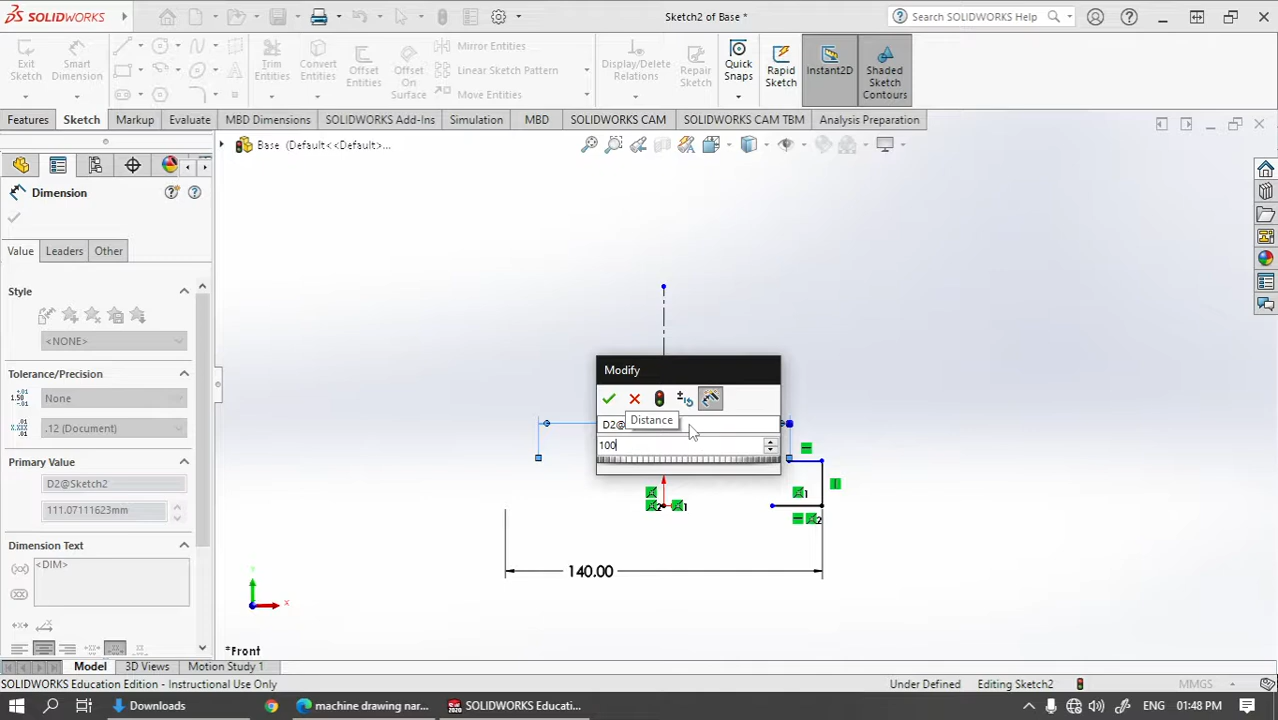 SOLIDWORKS
Sketch2 of Base *
Search SOLIDWORKS Help
Exit Sketch
Smart Dimension
Trim Entities
Convert Entities
Offset Entities
Offset On Surface
Mirror Entities
Linear Sketch Pattern
Move Entities
Display/Delete Relations
Repair Sketch
Quick Snaps
Rapid Sketch
Instant2D
Shaded Sketch Contours
Features
Sketch
Markup
Evaluate
MBD Dimensions
SOLIDWORKS Add-Ins
Simulation
MBD
SOLIDWORKS CAM
SOLIDWORKS CAM TBM
Analysis Preparation
Base (Default<<Default>...
Dimension
Value
Leaders
Other
Style
<NONE>
Tolerance/Precision
None
.12 (Document)
Primary Value
D2@Sketch2
111.07111623mm
Dimension Text
<DIM>
Modify
D2@
Distance
100
2
1
1
2
140.00
Y
X
*Front
Model
3D Views
Motion Study 1
SOLIDWORKS Education Edition - Instructional Use Only
Under Defined
Editing Sketch2
MMGS
Downloads
machine drawing nar...
SOLIDWORKS Educati...
ENG
01:48 PM